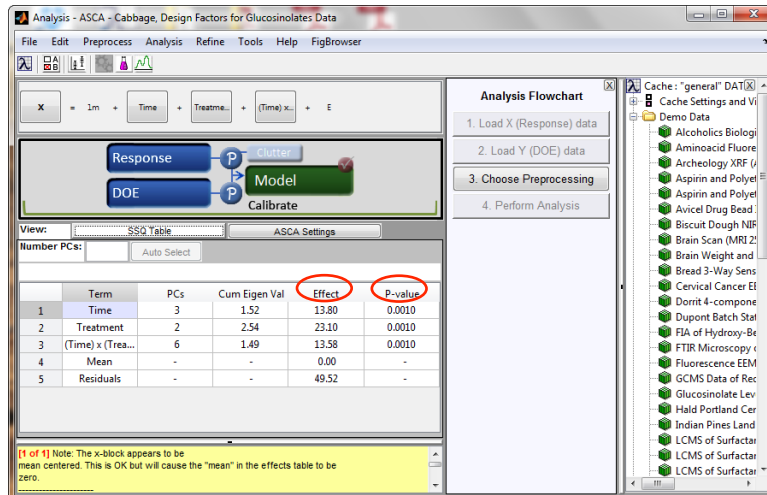 Analysis - ASCA - Cabbage, Design Factors for Glucosinolates Data
File Edit Preprocess Analysis Refine Tools Help FigBrowser
X = 1m + Time + Treatme... + (Time) x... + E
Response
P
Clutter
Model
DOE
P
Calibrate
View: SSQ Table ASCA Settings
Number PCs: Auto Select
Term PCs Cum Eigen Val Effect P-value
1 Time 3 1.52 13.80 0.0010
2 Treatment 2 2.54 23.10 0.0010
3 (Time) x (Trea... 6 1.49 13.58 0.0010
4 Mean - - 0.00 -
5 Residuals - - 49.52 -
[1 of 1] Note: The x-block appears to be
mean centered. This is OK but will cause the "mean" in the effects table to be
zero.
----------------------
Analysis Flowchart
1. Load X (Response) data
2. Load Y (DOE) data
3. Choose Preprocessing
4. Perform Analysis
Cache : "general" DAT
Cache Settings and Vi
Demo Data
Alcoholics Biologi
Aminoacid Fluore
Archeology XRF (
Aspirin and Polyet
Aspirin and Polyet
Avicel Drug Bead
Biscuit Dough NIR
Brain Scan (MRI 25
Brain Weight and
Bread 3-Way Sens
Cervical Cancer EE
Dorrit 4-compone
Dupont Batch Stat
FIA of Hydroxy-Be
FTIR Microscopy c
Fluorescence EEM
GCMS Data of Rec
Glucosinolate Lev
Hald Portland Cer
Indian Pines Land
LCMS of Surfactar
LCMS of Surfactar
LCMS of Surfactar